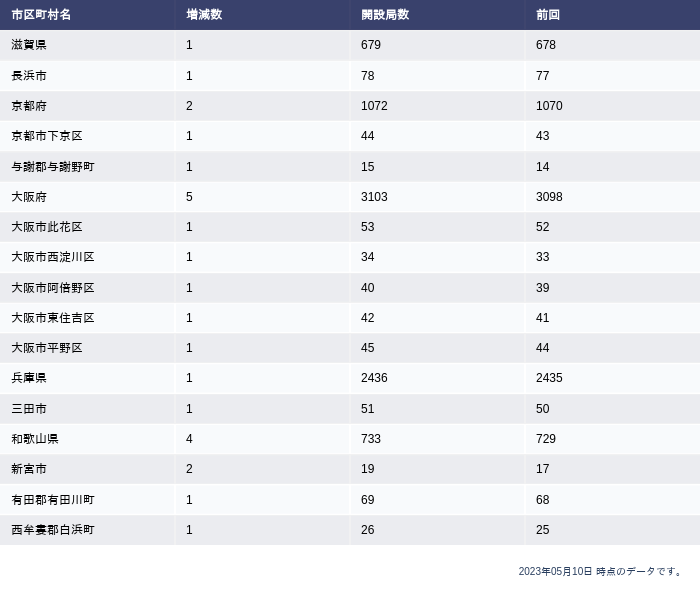 市区町村名 増減数 開設局数 前回
滋賀県 1 679 678
長浜市 1 78 77
京都府 2 1072 1070
京都市下京区 1 44 43
与謝郡与謝野町 1 15 14
大阪府 5 3103 3098
大阪市此花区 1 53 52
大阪市西淀川区 1 34 33
大阪市阿倍野区 1 40 39
大阪市東住吉区 1 42 41
大阪市平野区 1 45 44
兵庫県 1 2436 2435
三田市 1 51 50
和歌山県 4 733 729
新宮市 2 19 17
有田郡有田川町 1 69 68
西牟婁郡白浜町 1 26 25
2023年05月10日 時点のデータです。